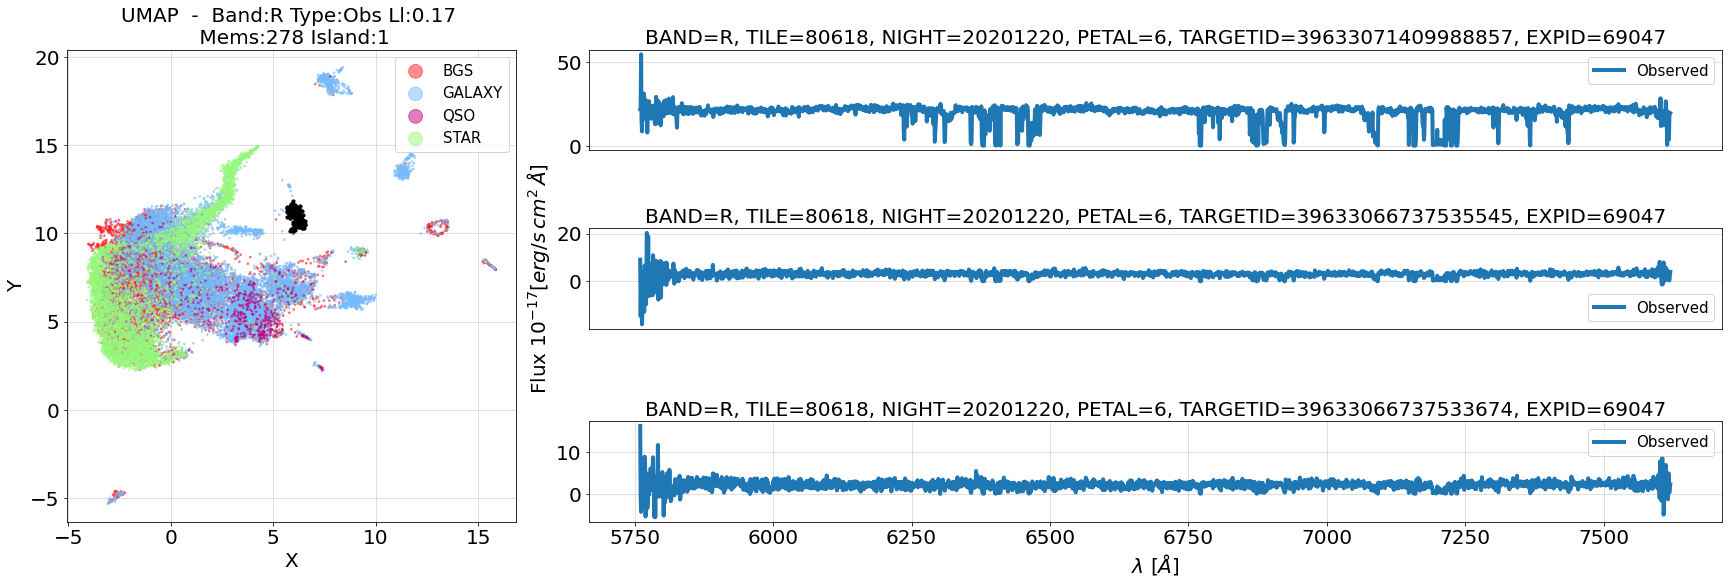 UMAP  -  Band:R Type:Obs Ll:0.17
Mems:278 Island:1
20
15
10
5
0
−5
Y
−5
0
5
10
15
X
BGS
GALAXY
QSO
STAR
Flux 10^{−17}[erg/s cm^2 Å]
BAND=R, TILE=80618, NIGHT=20201220, PETAL=6, TARGETID=39633071409988857, EXPID=69047
50
0
Observed
BAND=R, TILE=80618, NIGHT=20201220, PETAL=6, TARGETID=39633066737535545, EXPID=69047
20
0
Observed
BAND=R, TILE=80618, NIGHT=20201220, PETAL=6, TARGETID=39633066737533674, EXPID=69047
10
0
Observed
5750
6000
6250
6500
6750
7000
7250
7500
λ [Å]